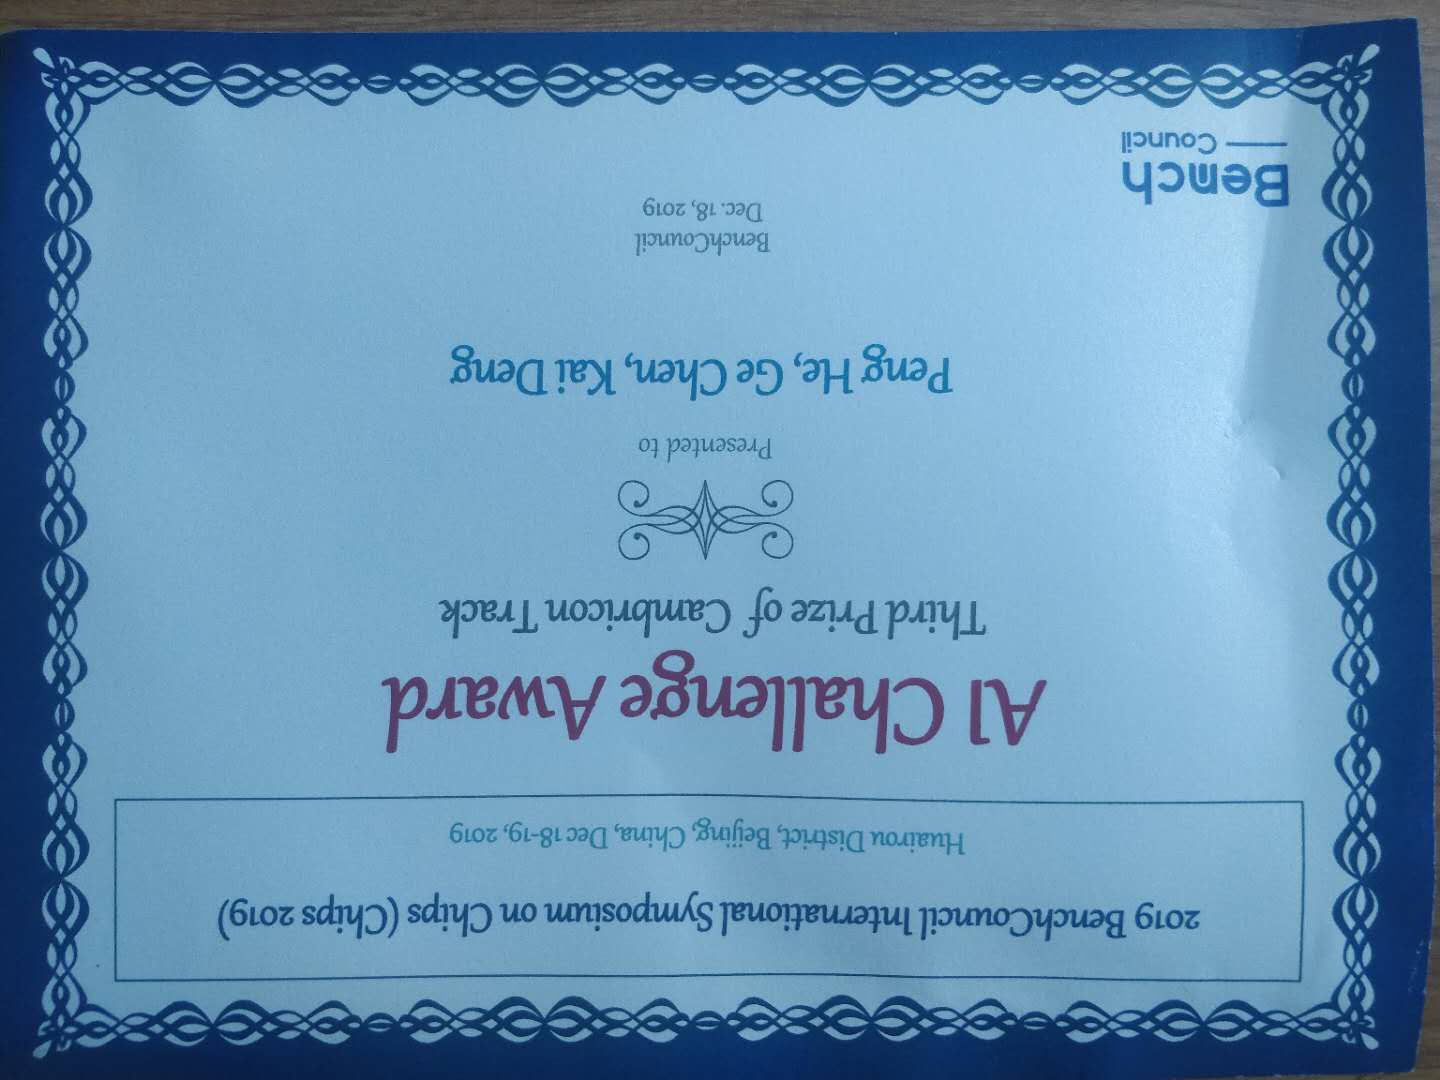 2019 BenchCouncil International Symposium on Chips (Chips 2019)
Huairou District, Beijing, China, Dec 18-19, 2019
AI Challenge Award
Third Prize of Cambricon Track
Presented to
Peng He, Ge Chen, Kai Deng
BenchCouncil
Dec. 18, 2019
Bench
Council